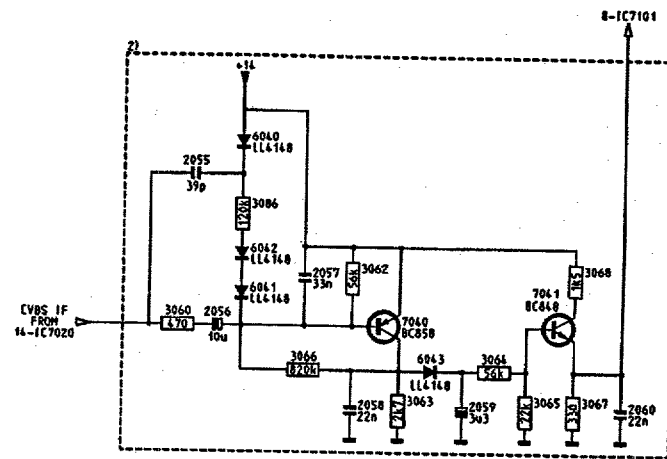 8-IC7101
2)
+14
6040
LL4148
2055
39p
3086
120k
6042
LL4148
6041
LL4148
2057
33n
3062
56k
3068
1k5
7041
BC848
CVBS IF
FROM
14-IC7020
3060
470
2056
10u
7040
BC858
3066
820k
6043
LL4148
3064
56k
2058
22n
3063
2k7
2059
3u3
3065
22k
3067
330
2060
22n